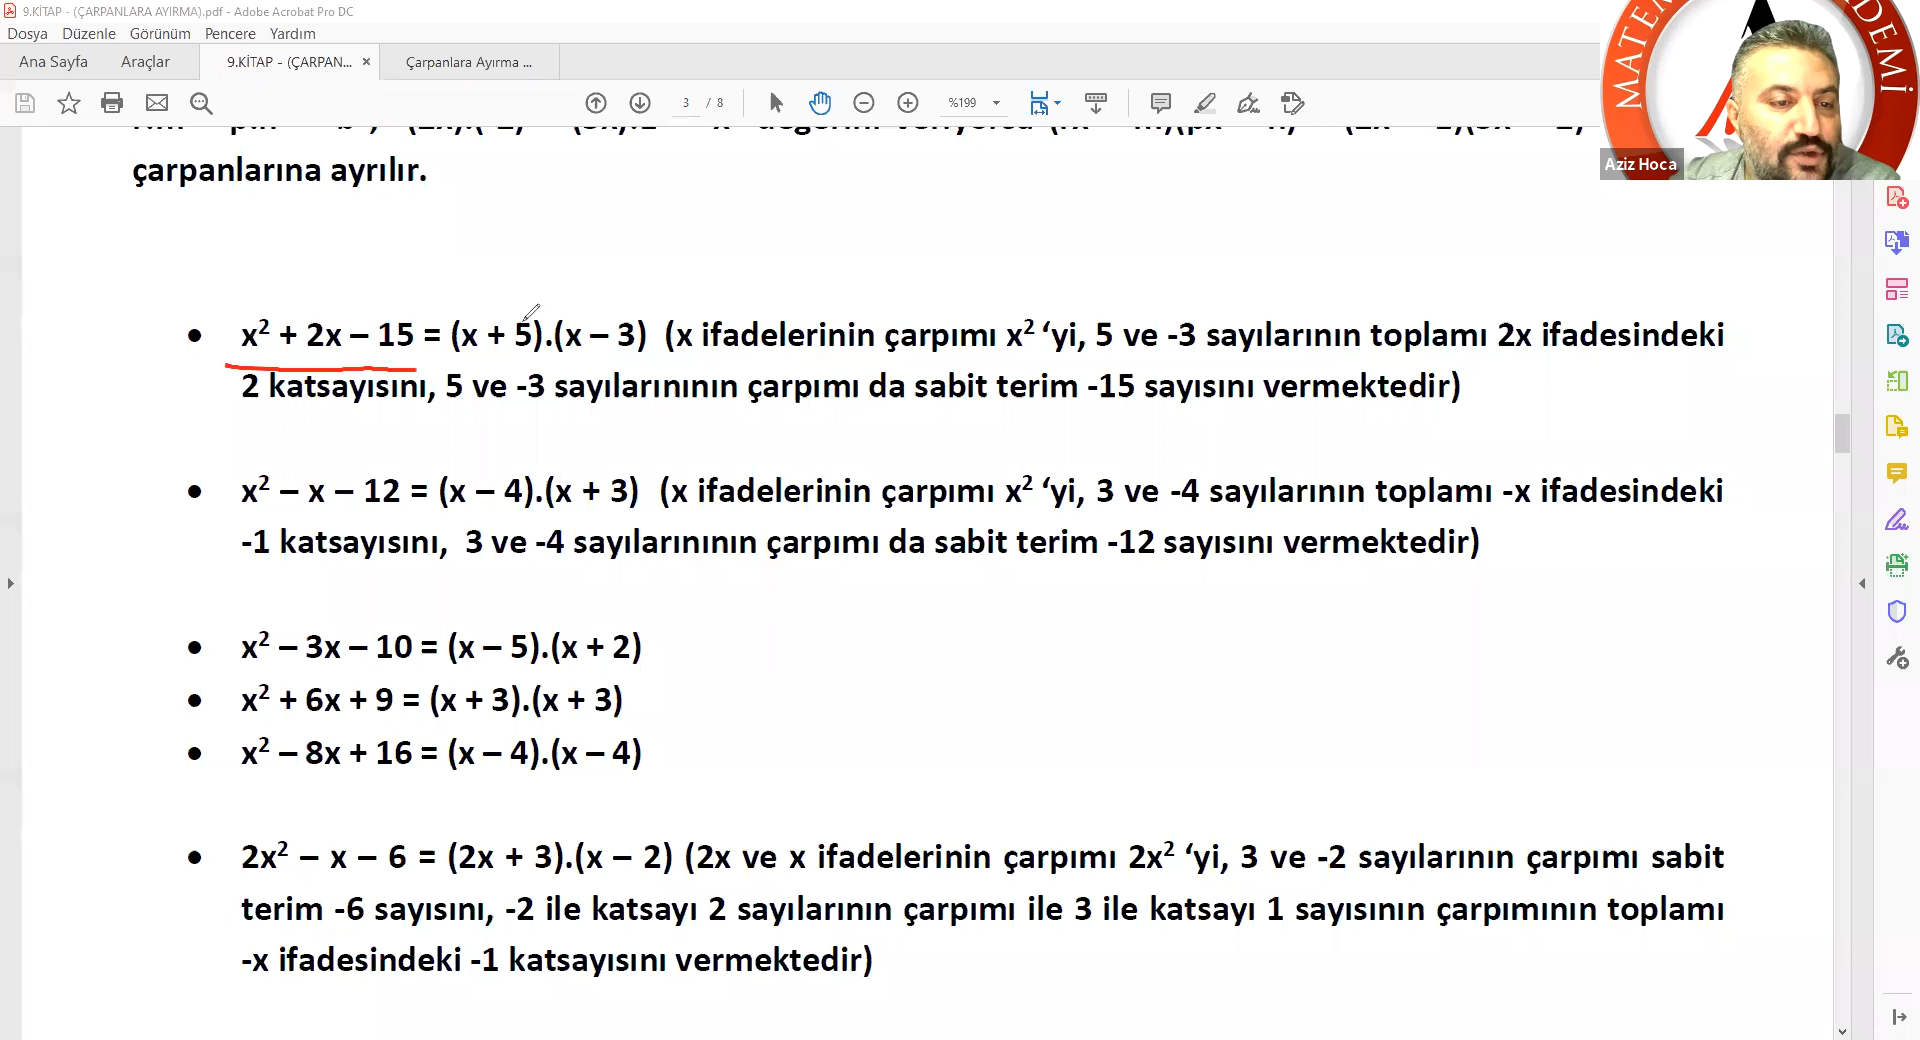 9.KİTAP - (ÇARPANLARA AYIRMA).pdf - Adobe Acrobat Pro DC
Dosya Düzenle Görünüm Pencere Yardım
Ana Sayfa Araçlar 9.KİTAP - (ÇARPAN... × Çarpanlara Ayırma ...
3 / 8 %199
MATEM
DEMİ
Aziz Hoca
çarpanlarına ayrılır.
• x² + 2x – 15 = (x + 5).(x – 3) (x ifadelerinin çarpımı x² ‘yi, 5 ve -3 sayılarının toplamı 2x ifadesindeki
2 katsayısını, 5 ve -3 sayılarınının çarpımı da sabit terim -15 sayısını vermektedir)
• x² – x – 12 = (x – 4).(x + 3) (x ifadelerinin çarpımı x² ‘yi, 3 ve -4 sayılarının toplamı -x ifadesindeki
-1 katsayısını, 3 ve -4 sayılarınının çarpımı da sabit terim -12 sayısını vermektedir)
• x² – 3x – 10 = (x – 5).(x + 2)
• x² + 6x + 9 = (x + 3).(x + 3)
• x² – 8x + 16 = (x – 4).(x – 4)
• 2x² – x – 6 = (2x + 3).(x – 2) (2x ve x ifadelerinin çarpımı 2x² ‘yi, 3 ve -2 sayılarının çarpımı sabit
terim -6 sayısını, -2 ile katsayı 2 sayılarının çarpımı ile 3 ile katsayı 1 sayısının çarpımının toplamı
-x ifadesindeki -1 katsayısını vermektedir)